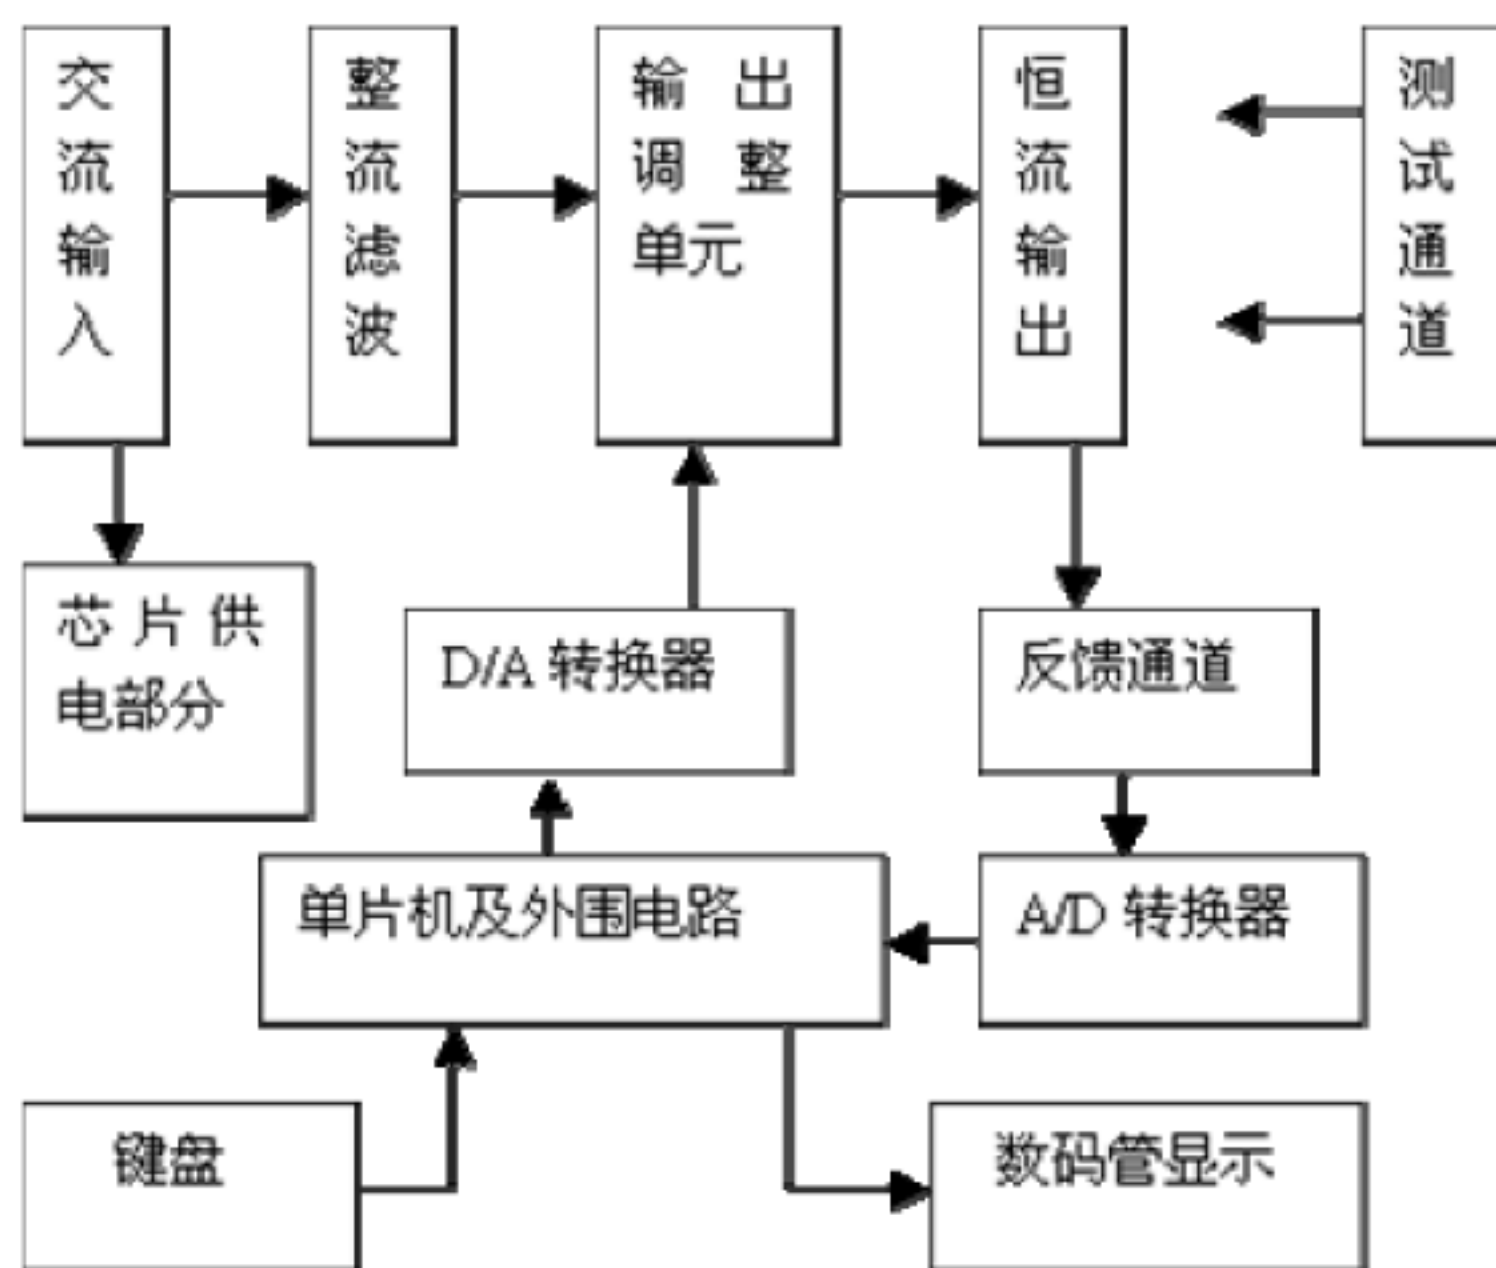 交
流
输
入
整
流
滤
波
输出
调整
单元
恒
流
输
出
测
试
通
道
芯片供
电部分
D/A 转换器
反馈通道
单片机及外围电路
A/D 转换器
键盘
数码管显示